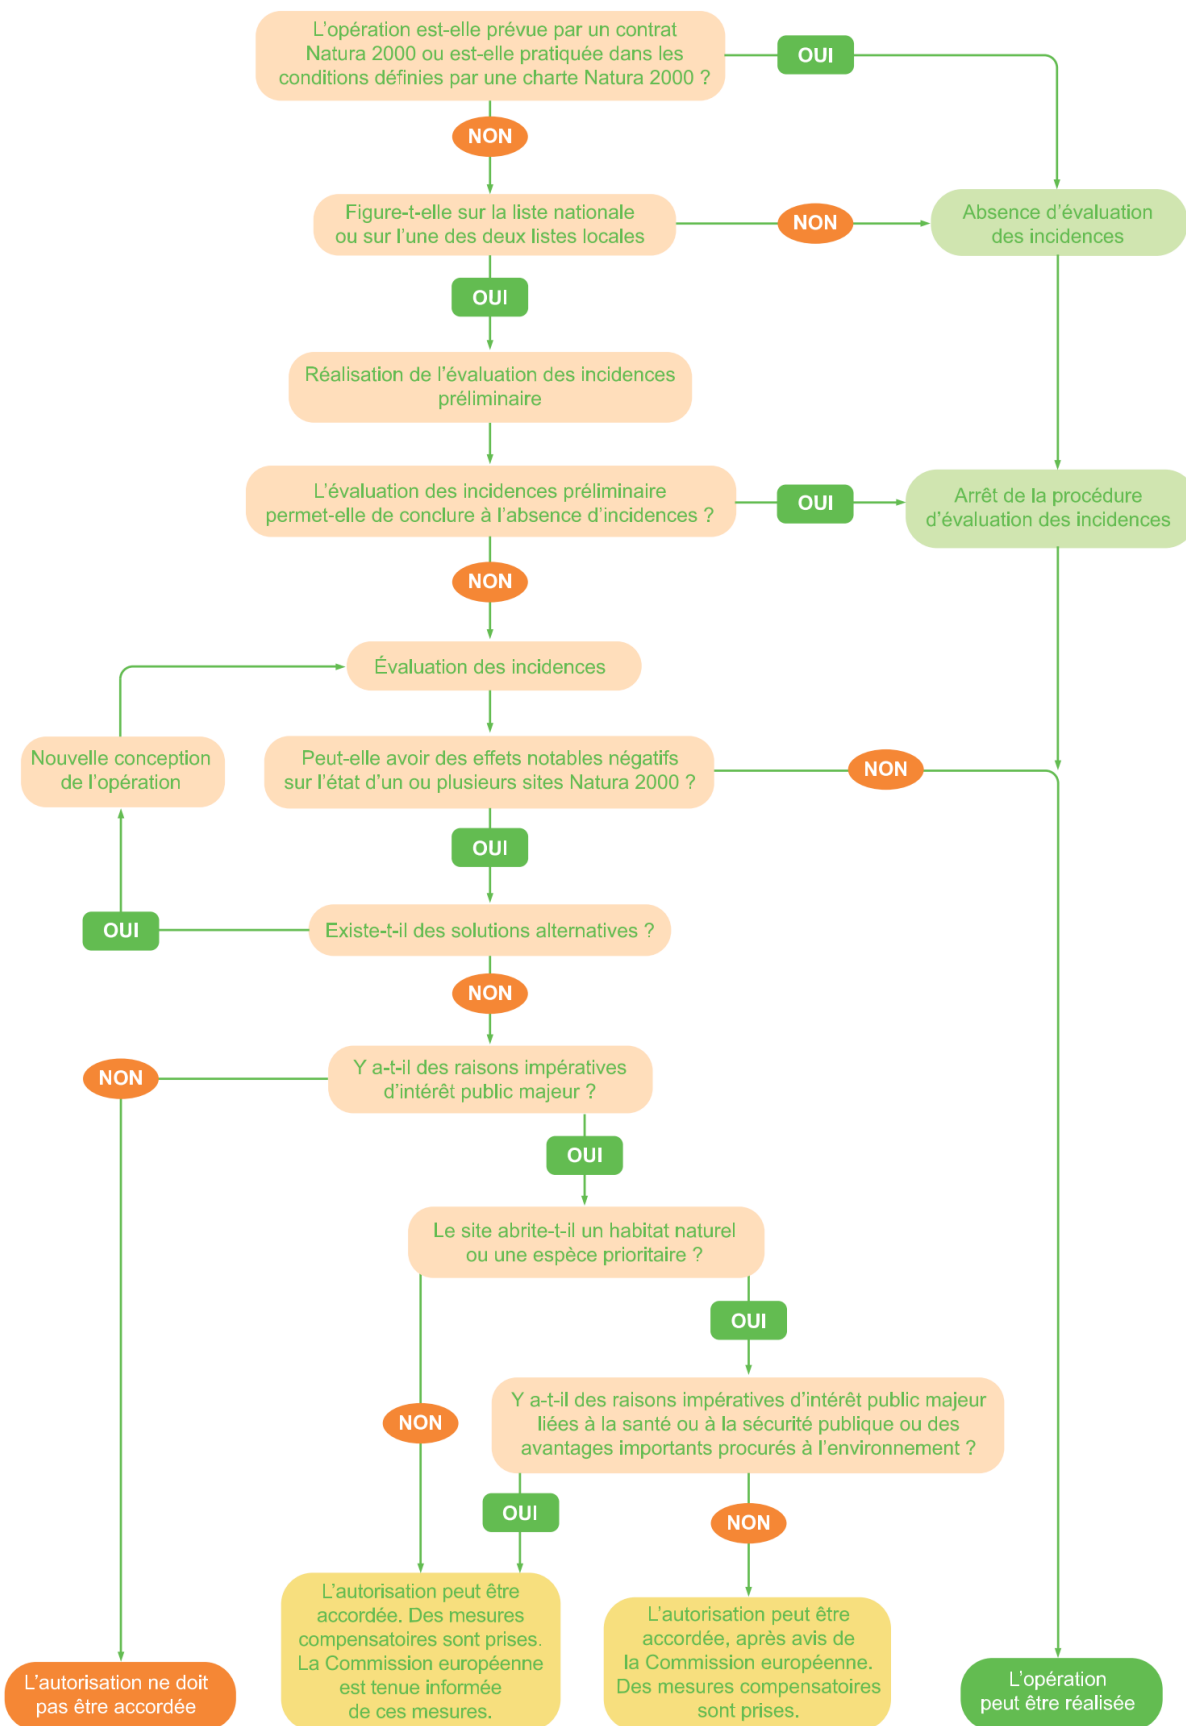 L'opération est-elle prévue par un contrat
Natura 2000 ou est-elle pratiquée dans les
conditions définies par une charte Natura 2000 ?
OUI
NON
Figure-t-elle sur la liste nationale
ou sur l'une des deux listes locales
NON
Absence d'évaluation
des incidences
OUI
Réalisation de l'évaluation des incidences
préliminaire
L'évaluation des incidences préliminaire
permet-elle de conclure à l'absence d'incidences ?
OUI
Arrêt de la procédure
d'évaluation des incidences
NON
Évaluation des incidences
Nouvelle conception
de l'opération
Peut-elle avoir des effets notables négatifs
sur l'état d'un ou plusieurs sites Natura 2000 ?
NON
OUI
OUI
Existe-t-il des solutions alternatives ?
NON
NON
Y a-t-il des raisons impératives
d'intérêt public majeur ?
OUI
Le site abrite-t-il un habitat naturel
ou une espèce prioritaire ?
OUI
NON
Y a-t-il des raisons impératives d'intérêt public majeur
liées à la santé ou à la sécurité publique ou des
avantages importants procurés à l'environnement ?
OUI
NON
L'autorisation ne doit
pas être accordée
L'autorisation peut être
accordée. Des mesures
compensatoires sont prises.
La Commission européenne
est tenue informée
de ces mesures.
L'autorisation peut être
accordée, après avis de
la Commission européenne.
Des mesures compensatoires
sont prises.
L'opération
peut être réalisée